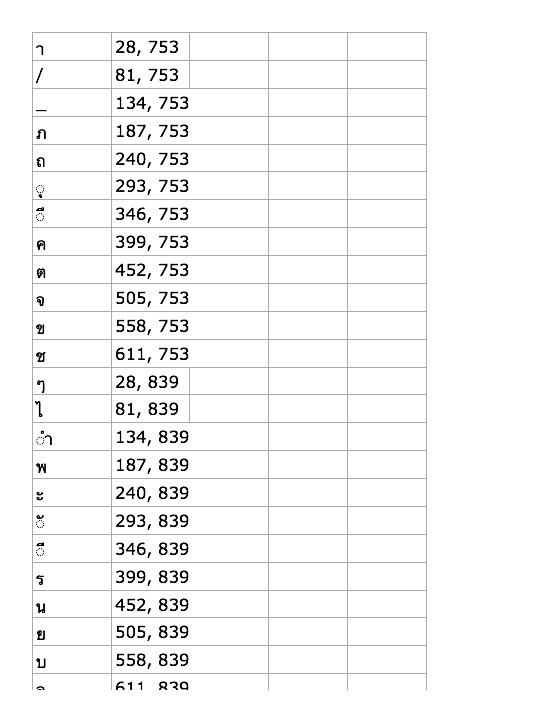 า 28, 753
/ 81, 753
_ 134, 753
ภ 187, 753
ถ 240, 753
ุ 293, 753
ึ 346, 753
ค 399, 753
ต 452, 753
จ 505, 753
ข 558, 753
ช 611, 753
ๆ 28, 839
ไ 81, 839
ำ 134, 839
พ 187, 839
ะ 240, 839
ั 293, 839
ี 346, 839
ร 399, 839
น 452, 839
ย 505, 839
บ 558, 839
611, 839